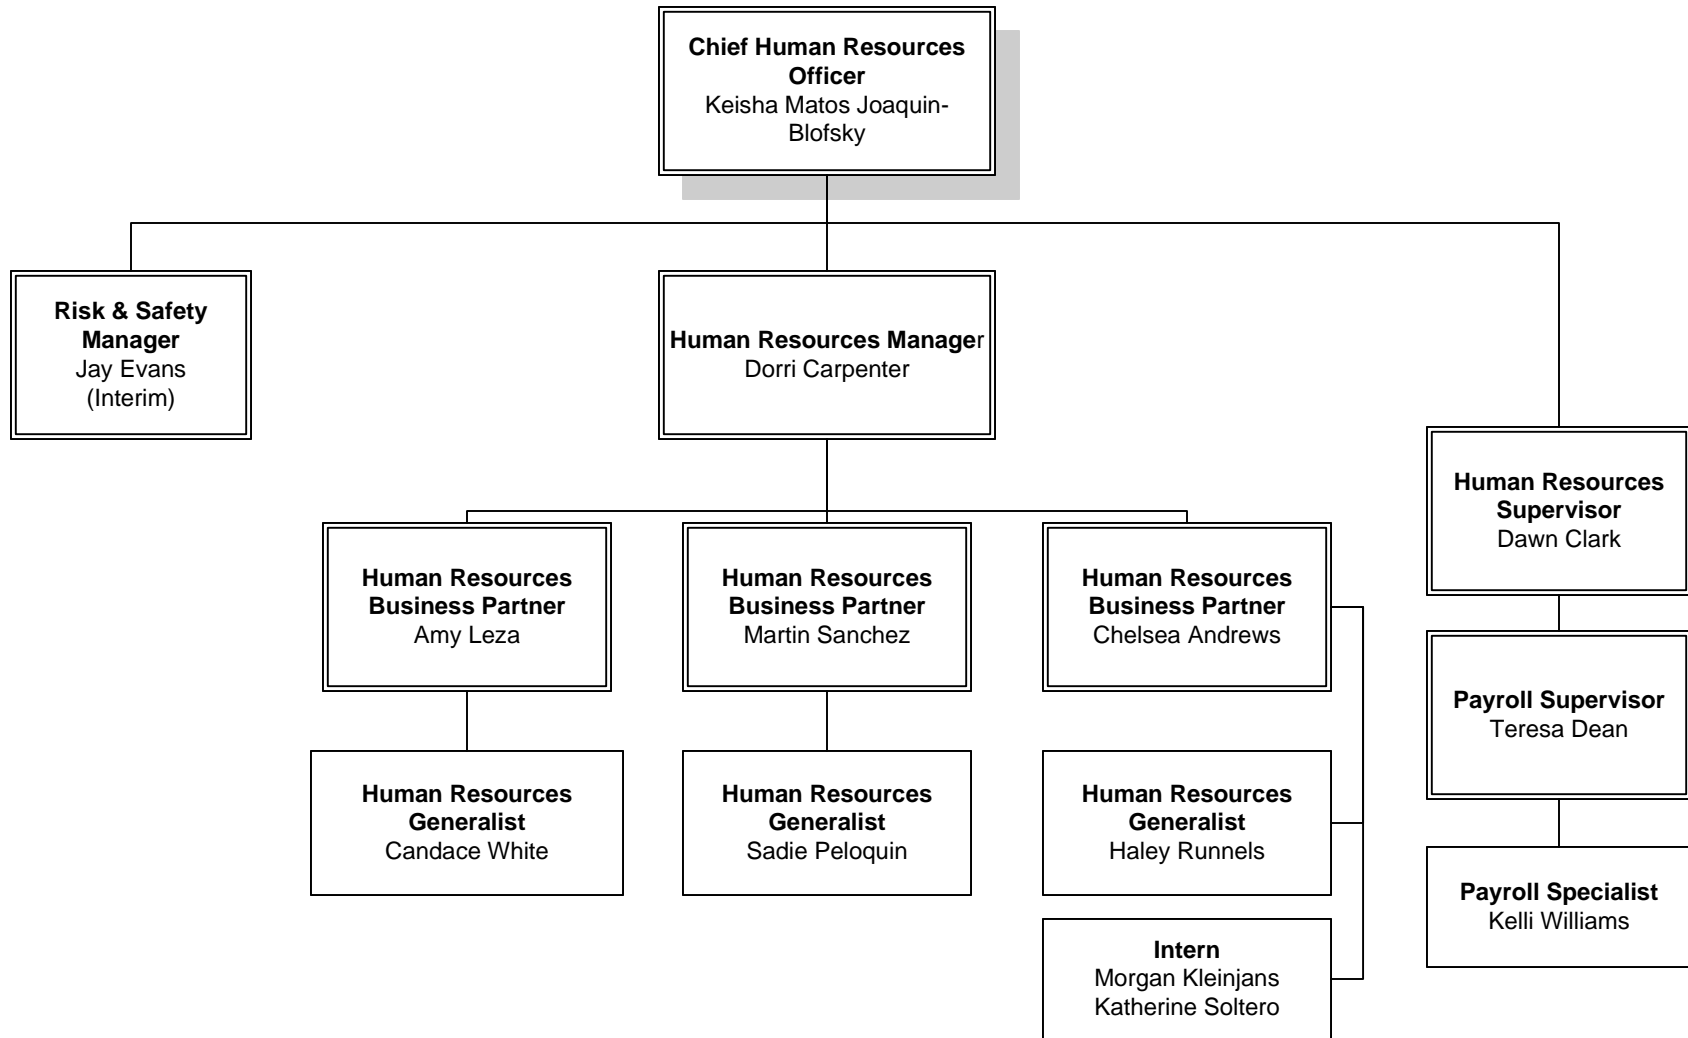 Chief Human Resources
Officer
Keisha Matos Joaquin-
Blofsky
Risk & Safety
Manager
Jay Evans
(Interim)
Human Resources Manager
Dorri Carpenter
Human Resources
Supervisor
Dawn Clark
Human Resources
Business Partner
Amy Leza
Human Resources
Business Partner
Martin Sanchez
Human Resources
Business Partner
Chelsea Andrews
Payroll Supervisor
Teresa Dean
Human Resources
Generalist
Candace White
Human Resources
Generalist
Sadie Peloquin
Human Resources
Generalist
Haley Runnels
Payroll Specialist
Kelli Williams
Intern
Morgan Kleinjans
Katherine Soltero